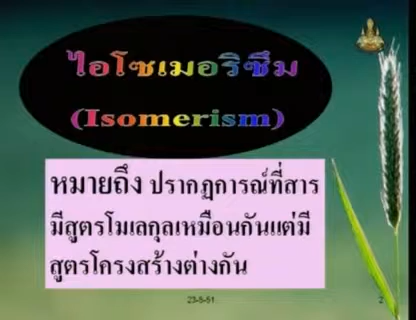 ไอโซเมอริซึม
(Isomerism)
หมายถึง ปรากฏการณ์ที่สาร
มีสูตรโมเลกุลเหมือนกันแต่มี
สูตรโครงสร้างต่างกัน
23-5-51
2